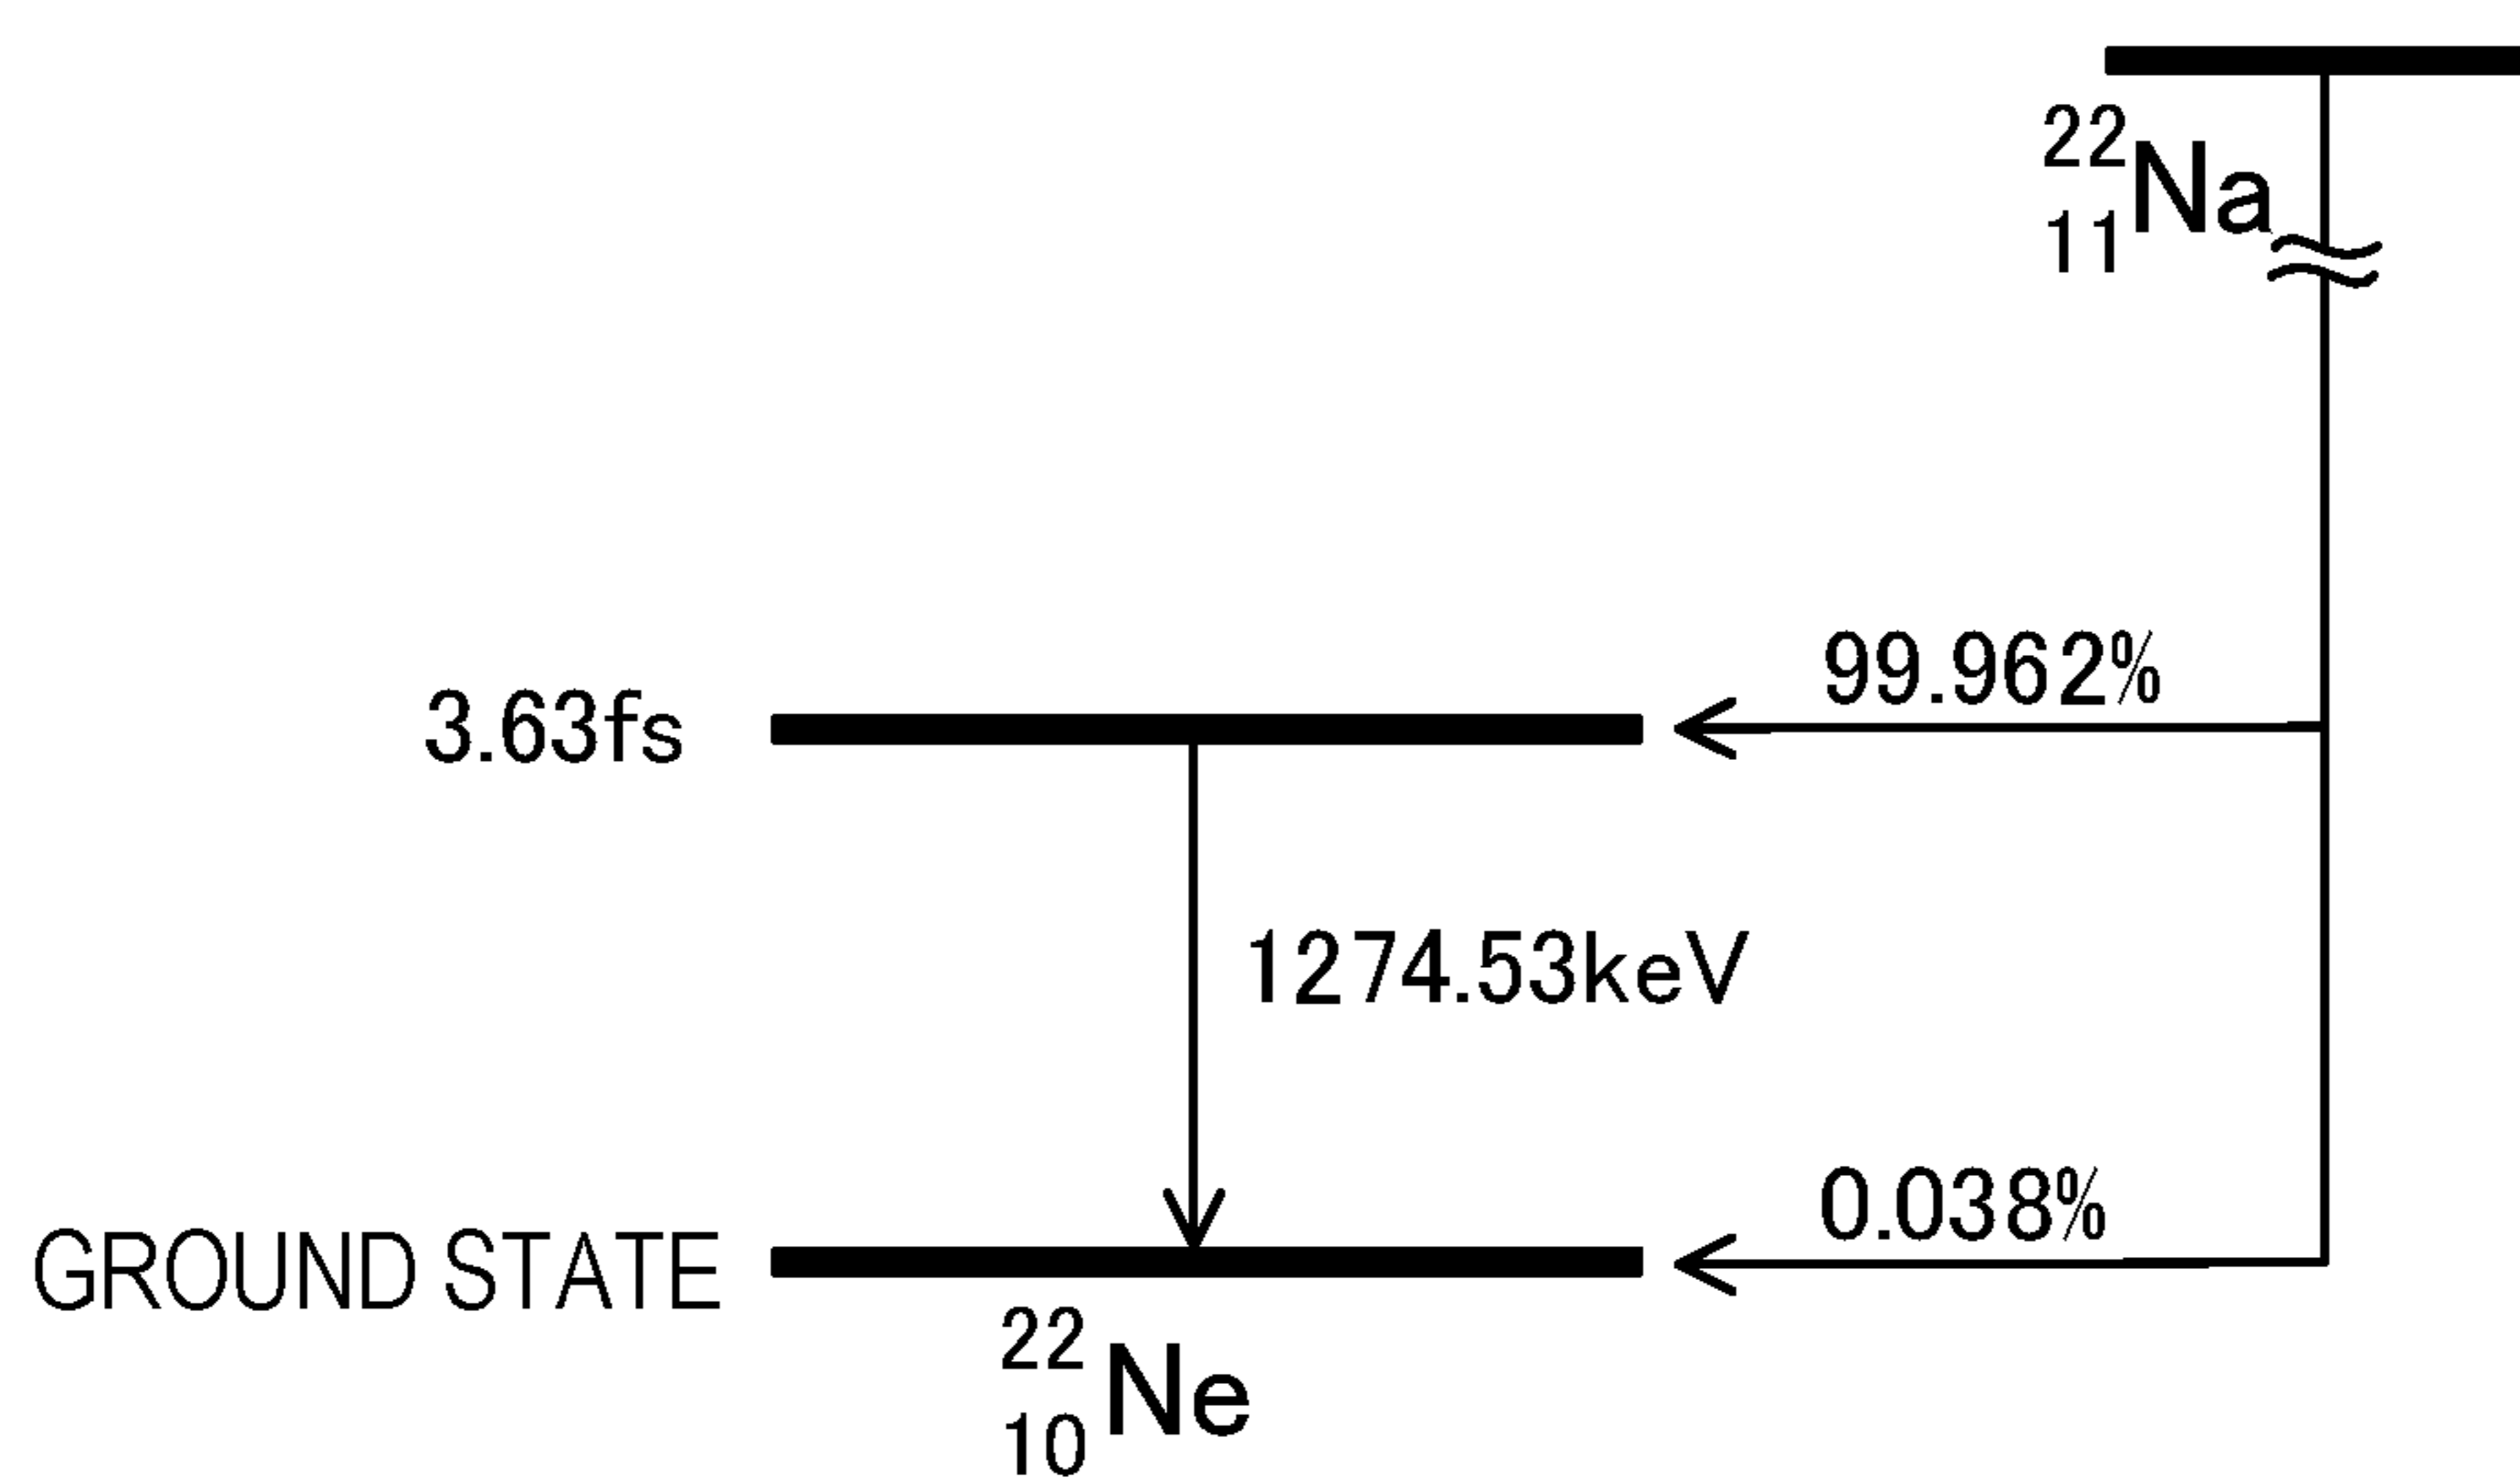 22
11Na
99.962%
3.63fs
1274.53keV
0.038%
GROUND STATE
22
10Ne